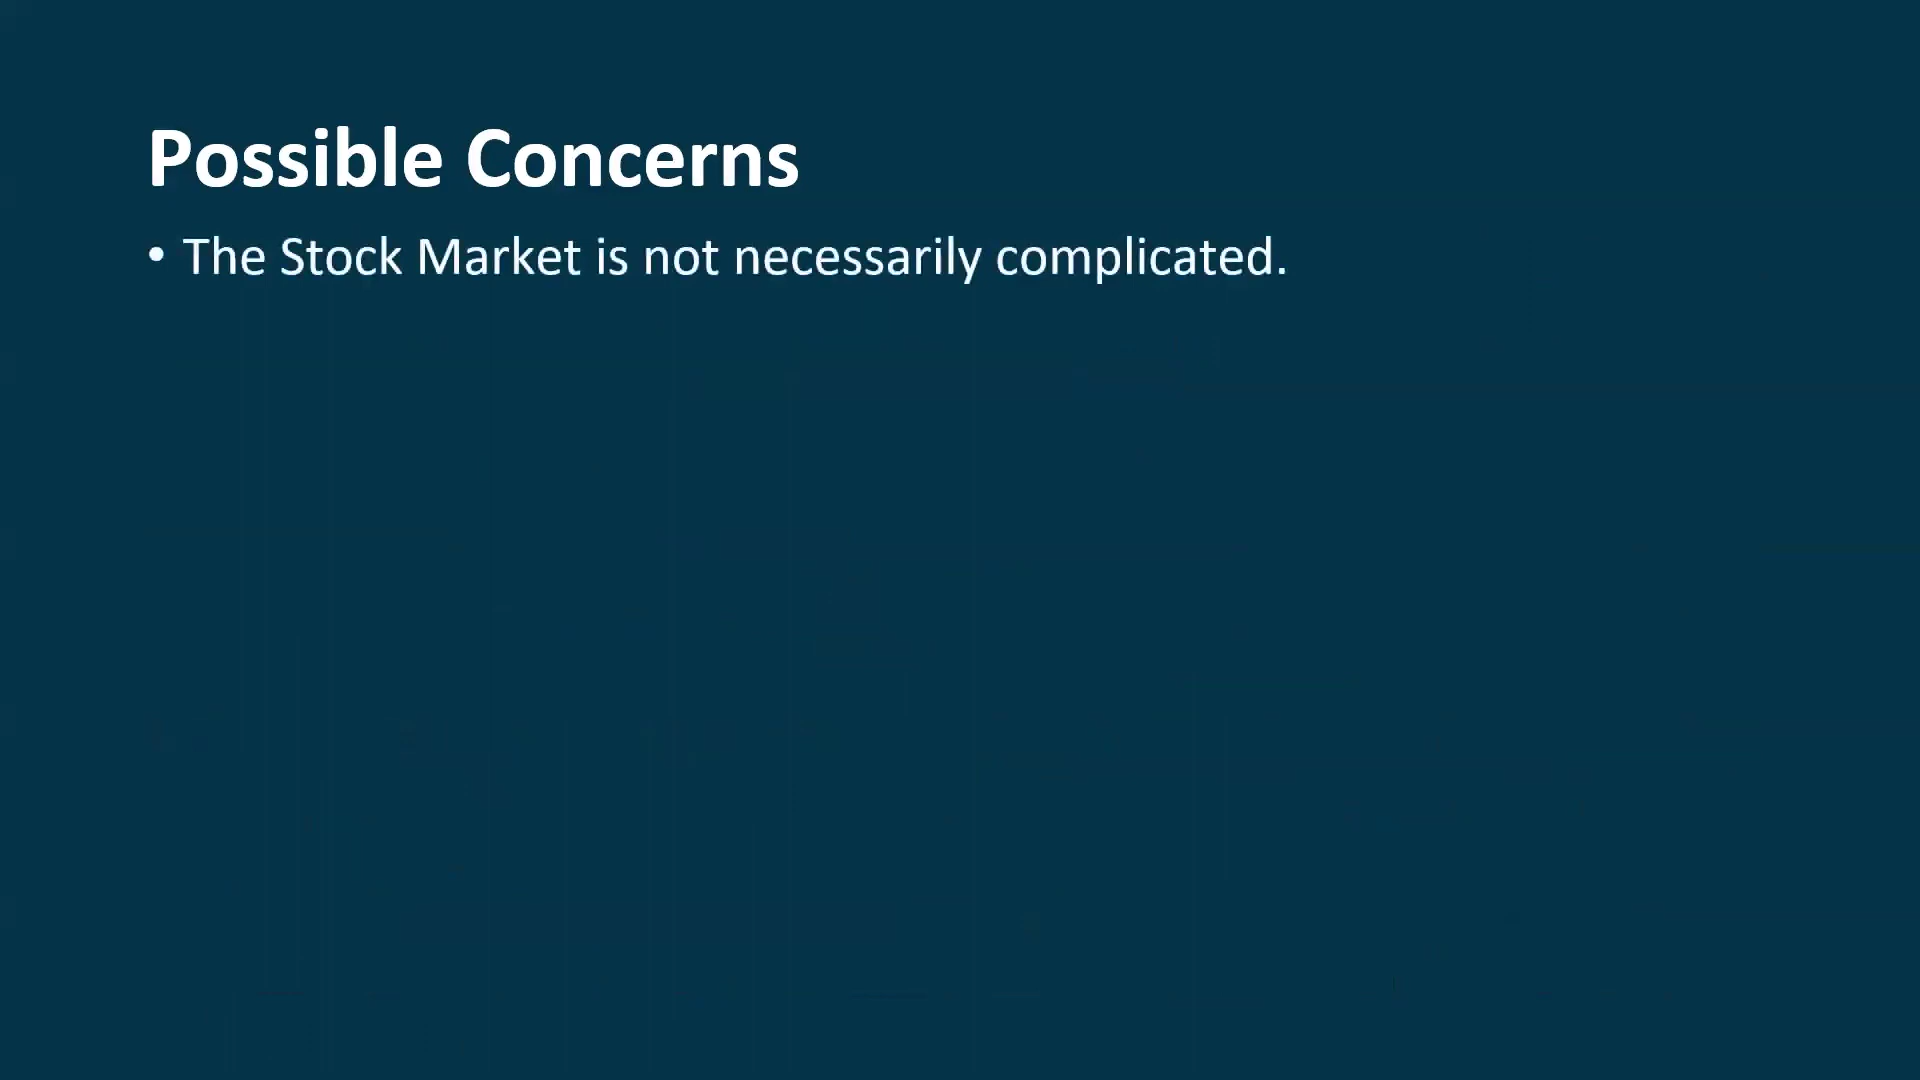 Possible Concerns
• The Stock Market is not necessarily complicated.